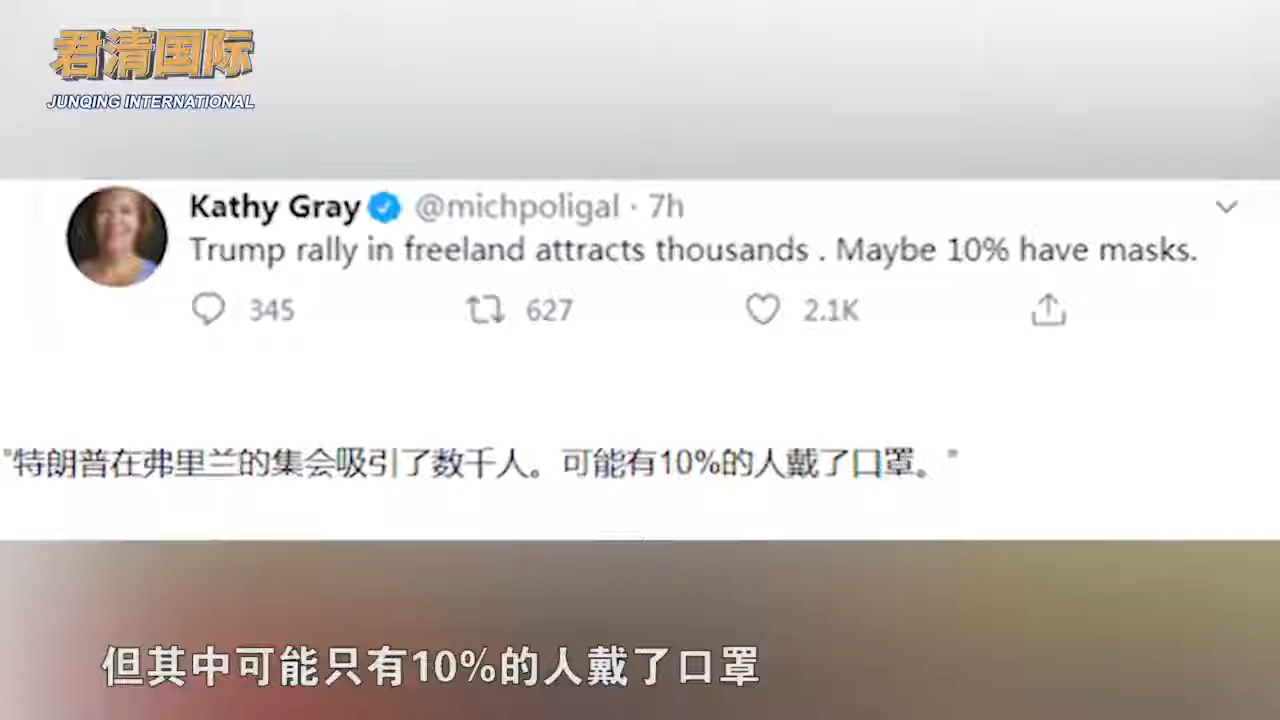 君清国际
JUNQING INTERNATIONAL
Kathy Gray @michpoligal · 7h
Trump rally in freeland attracts thousands . Maybe 10% have masks.
345 627 2.1K
"特朗普在弗里兰的集会吸引了数千人。可能有10%的人戴了口罩。"
但其中可能只有10%的人戴了口罩